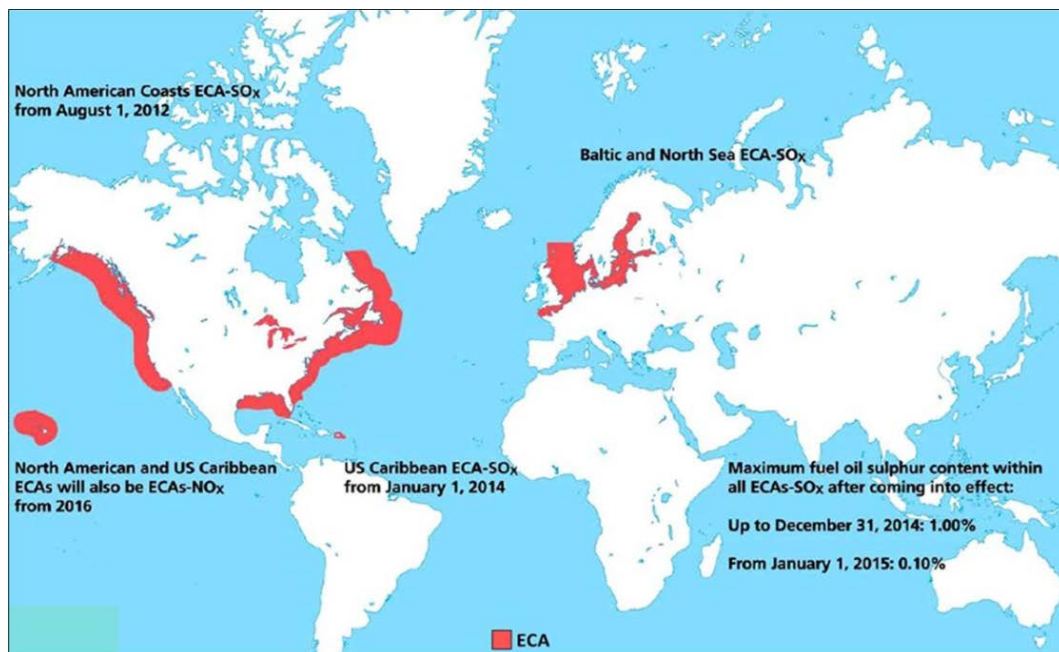 North American Coasts ECA-SOx
from August 1, 2012
Baltic and North Sea ECA-SOx
North American and US Caribbean
ECAs will also be ECAs-NOx
from 2016
US Caribbean ECA-SOx
from January 1, 2014
Maximum fuel oil sulphur content within
all ECAs-SOx after coming into effect:
Up to December 31, 2014: 1.00%
From January 1, 2015: 0.10%
ECA